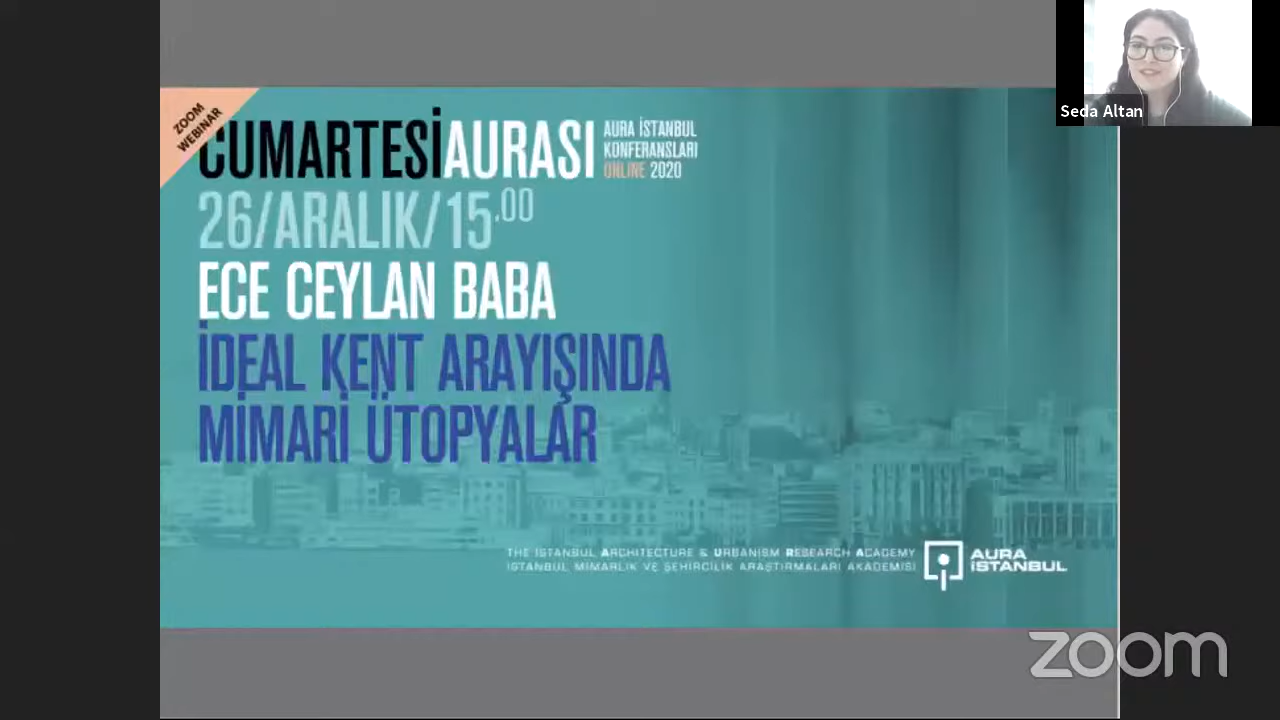 ZOOM
WEBINAR
CUMARTESİAURASI
AURA İSTANBUL
KONFERANSLARI
ONLINE 2020
26/ARALIK/15.00
ECE CEYLAN BABA
İDEAL KENT ARAYIŞINDA
MİMARİ ÜTOPYALAR
THE ISTANBUL ARCHITECTURE & URBANISM RESEARCH ACADEMY
İSTANBUL MİMARLIK VE ŞEHİRCİLİK ARAŞTIRMALARI AKADEMİSİ
AURA
İSTANBUL
Seda Altan
zoom